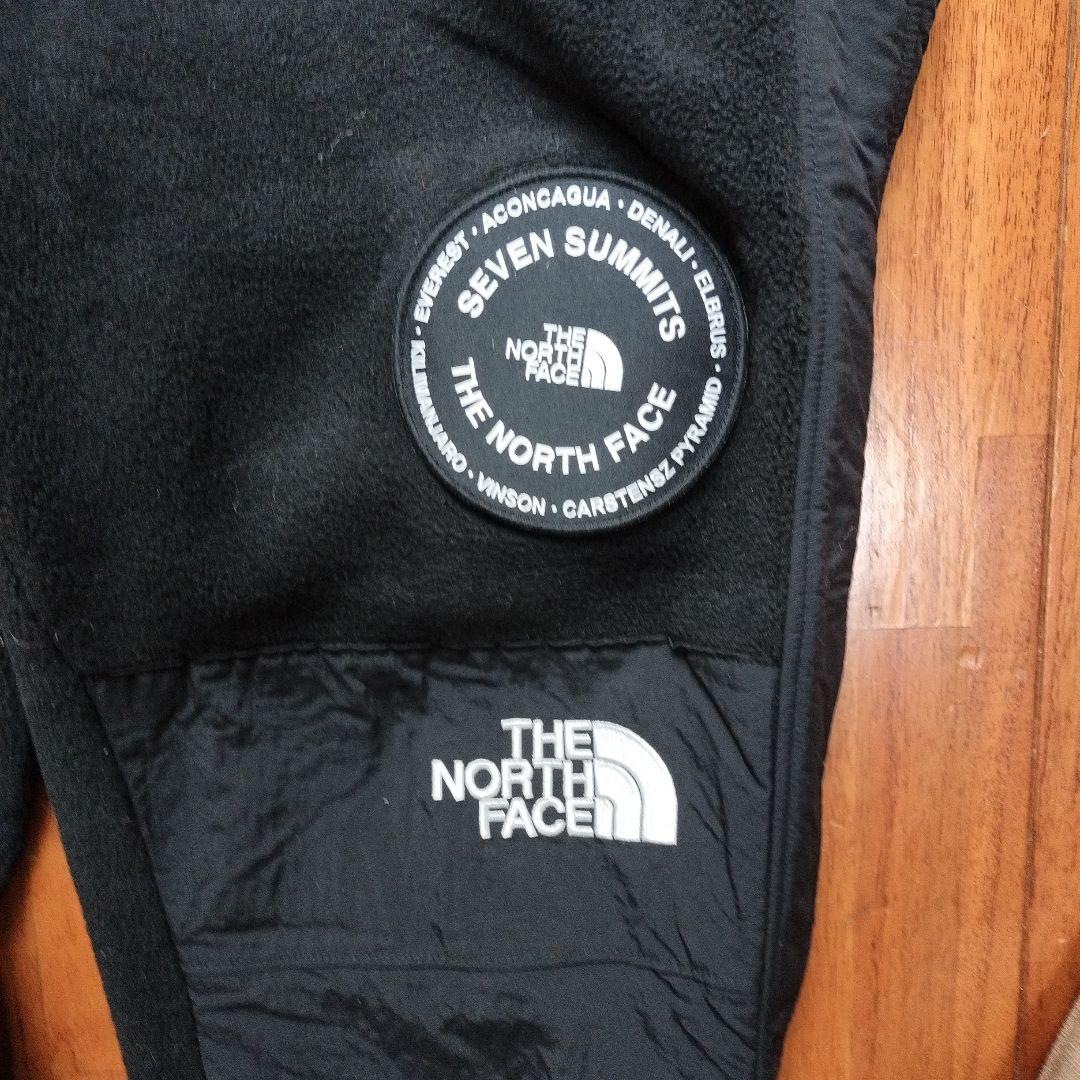 · EVEREST · ACONCAGUA · DENALI · ELBRUS ·
SEVEN SUMMITS
THE
NORTH
FACE
THE NORTH FACE
KILIMANJARO · VINSON · CARSTENSZ PYRAMID
THE
NORTH
FACE